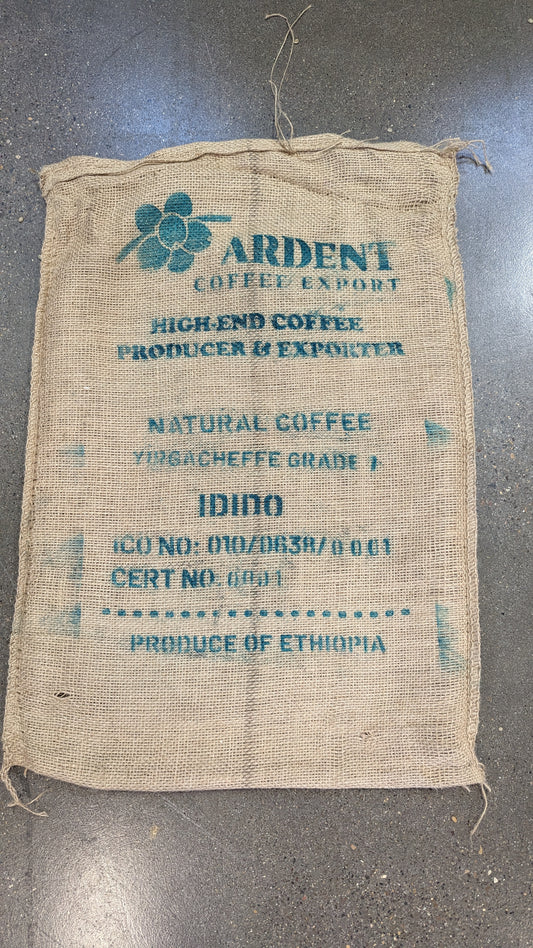 ARDENT
COFFEE EXPORT
HIGH-END COFFEE
PRODUCER & EXPORTER
NATURAL COFFEE
YIRGACHEFFE GRADE 1
IDIDO
ICO NO: 010/0638/0001
CERT NO. 0001
PRODUCE OF ETHIOPIA